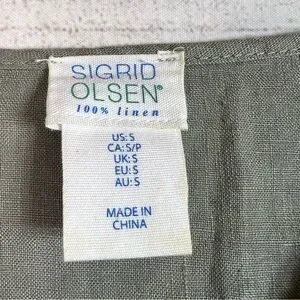 SIGRID
OLSEN®
100% linen
US: S
CA: S/P
UK: S
EU: S
AU: S
MADE IN
CHINA